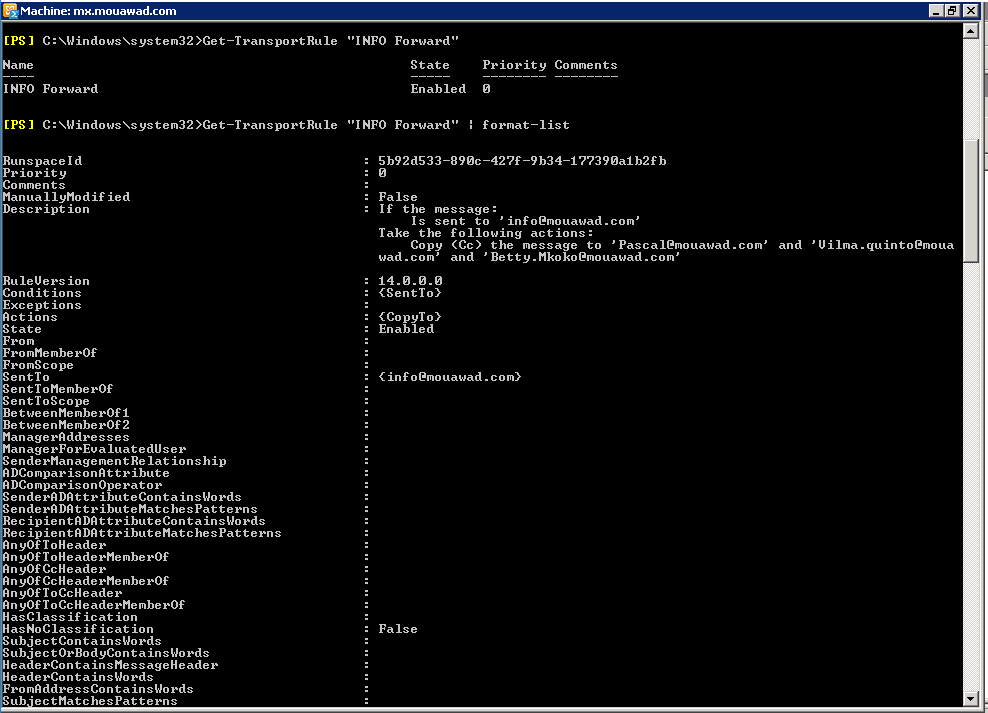 Machine: mx.mouawad.com
[PS] C:\Windows\system32>Get-TransportRule "INFO Forward"
Name State Priority Comments
---- ----- -------- --------
INFO Forward Enabled 0
[PS] C:\Windows\system32>Get-TransportRule "INFO Forward" | format-list
RunspaceId : 5b92d533-890c-427f-9b34-177390a1b2fb
Priority : 0
Comments :
ManuallyModified : False
Description : If the message:
Is sent to 'info@mouawad.com'
Take the following actions:
Copy (Cc) the message to 'Pascal@mouawad.com' and 'Vilma.quinto@moua
wad.com' and 'Betty.Mkoko@mouawad.com'
RuleVersion : 14.0.0.0
Conditions : {SentTo}
Exceptions :
Actions : {CopyTo}
State : Enabled
From :
FromMemberOf :
FromScope :
SentTo : {info@mouawad.com}
SentToMemberOf :
SentToScope :
BetweenMemberOf1 :
BetweenMemberOf2 :
ManagerAddresses :
ManagerForEvaluatedUser :
SenderManagementRelationship :
ADComparisonAttribute :
ADComparisonOperator :
SenderADAttributeContainsWords :
SenderADAttributeMatchesPatterns :
RecipientADAttributeContainsWords :
RecipientADAttributeMatchesPatterns :
AnyOfToHeader :
AnyOfToHeaderMemberOf :
AnyOfCcHeader :
AnyOfCcHeaderMemberOf :
AnyOfToCcHeader :
AnyOfToCcHeaderMemberOf :
HasClassification :
HasNoClassification : False
SubjectContainsWords :
SubjectOrBodyContainsWords :
HeaderContainsMessageHeader :
HeaderContainsWords :
FromAddressContainsWords :
SubjectMatchesPatterns :